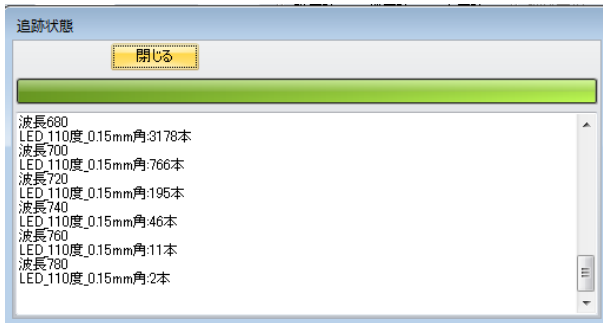 追跡状態
閉じる
波長680
LED_110度_0.15mm角:3178本
波長700
LED_110度_0.15mm角:766本
波長720
LED_110度_0.15mm角:195本
波長740
LED_110度_0.15mm角:46本
波長760
LED_110度_0.15mm角:11本
波長780
LED_110度_0.15mm角:2本